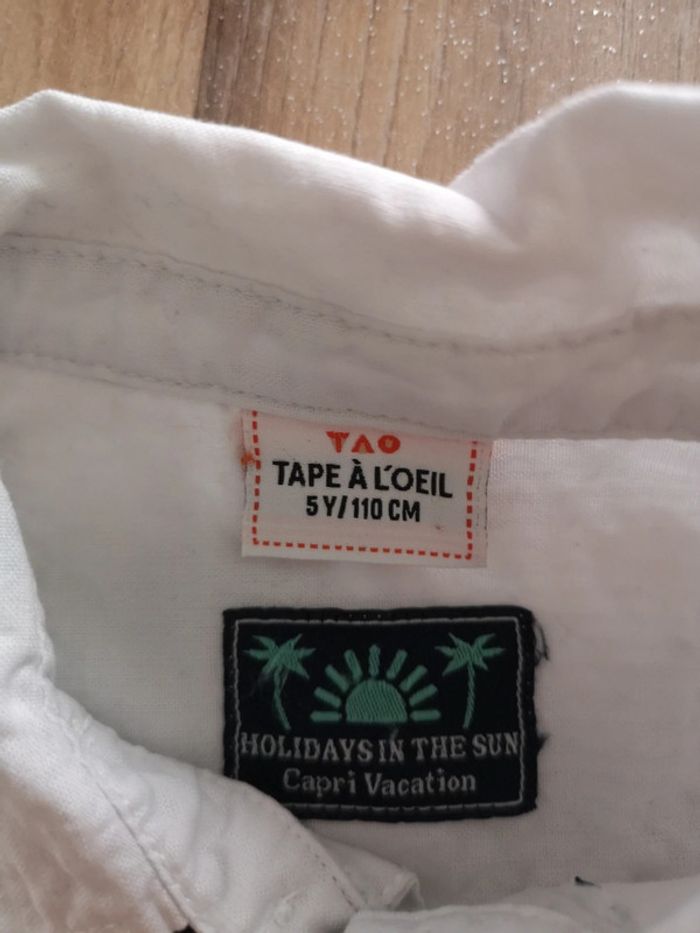 TAO
TAPE À L'OEIL
5 Y/110 CM
HOLIDAYS IN THE SUN
Capri Vacation